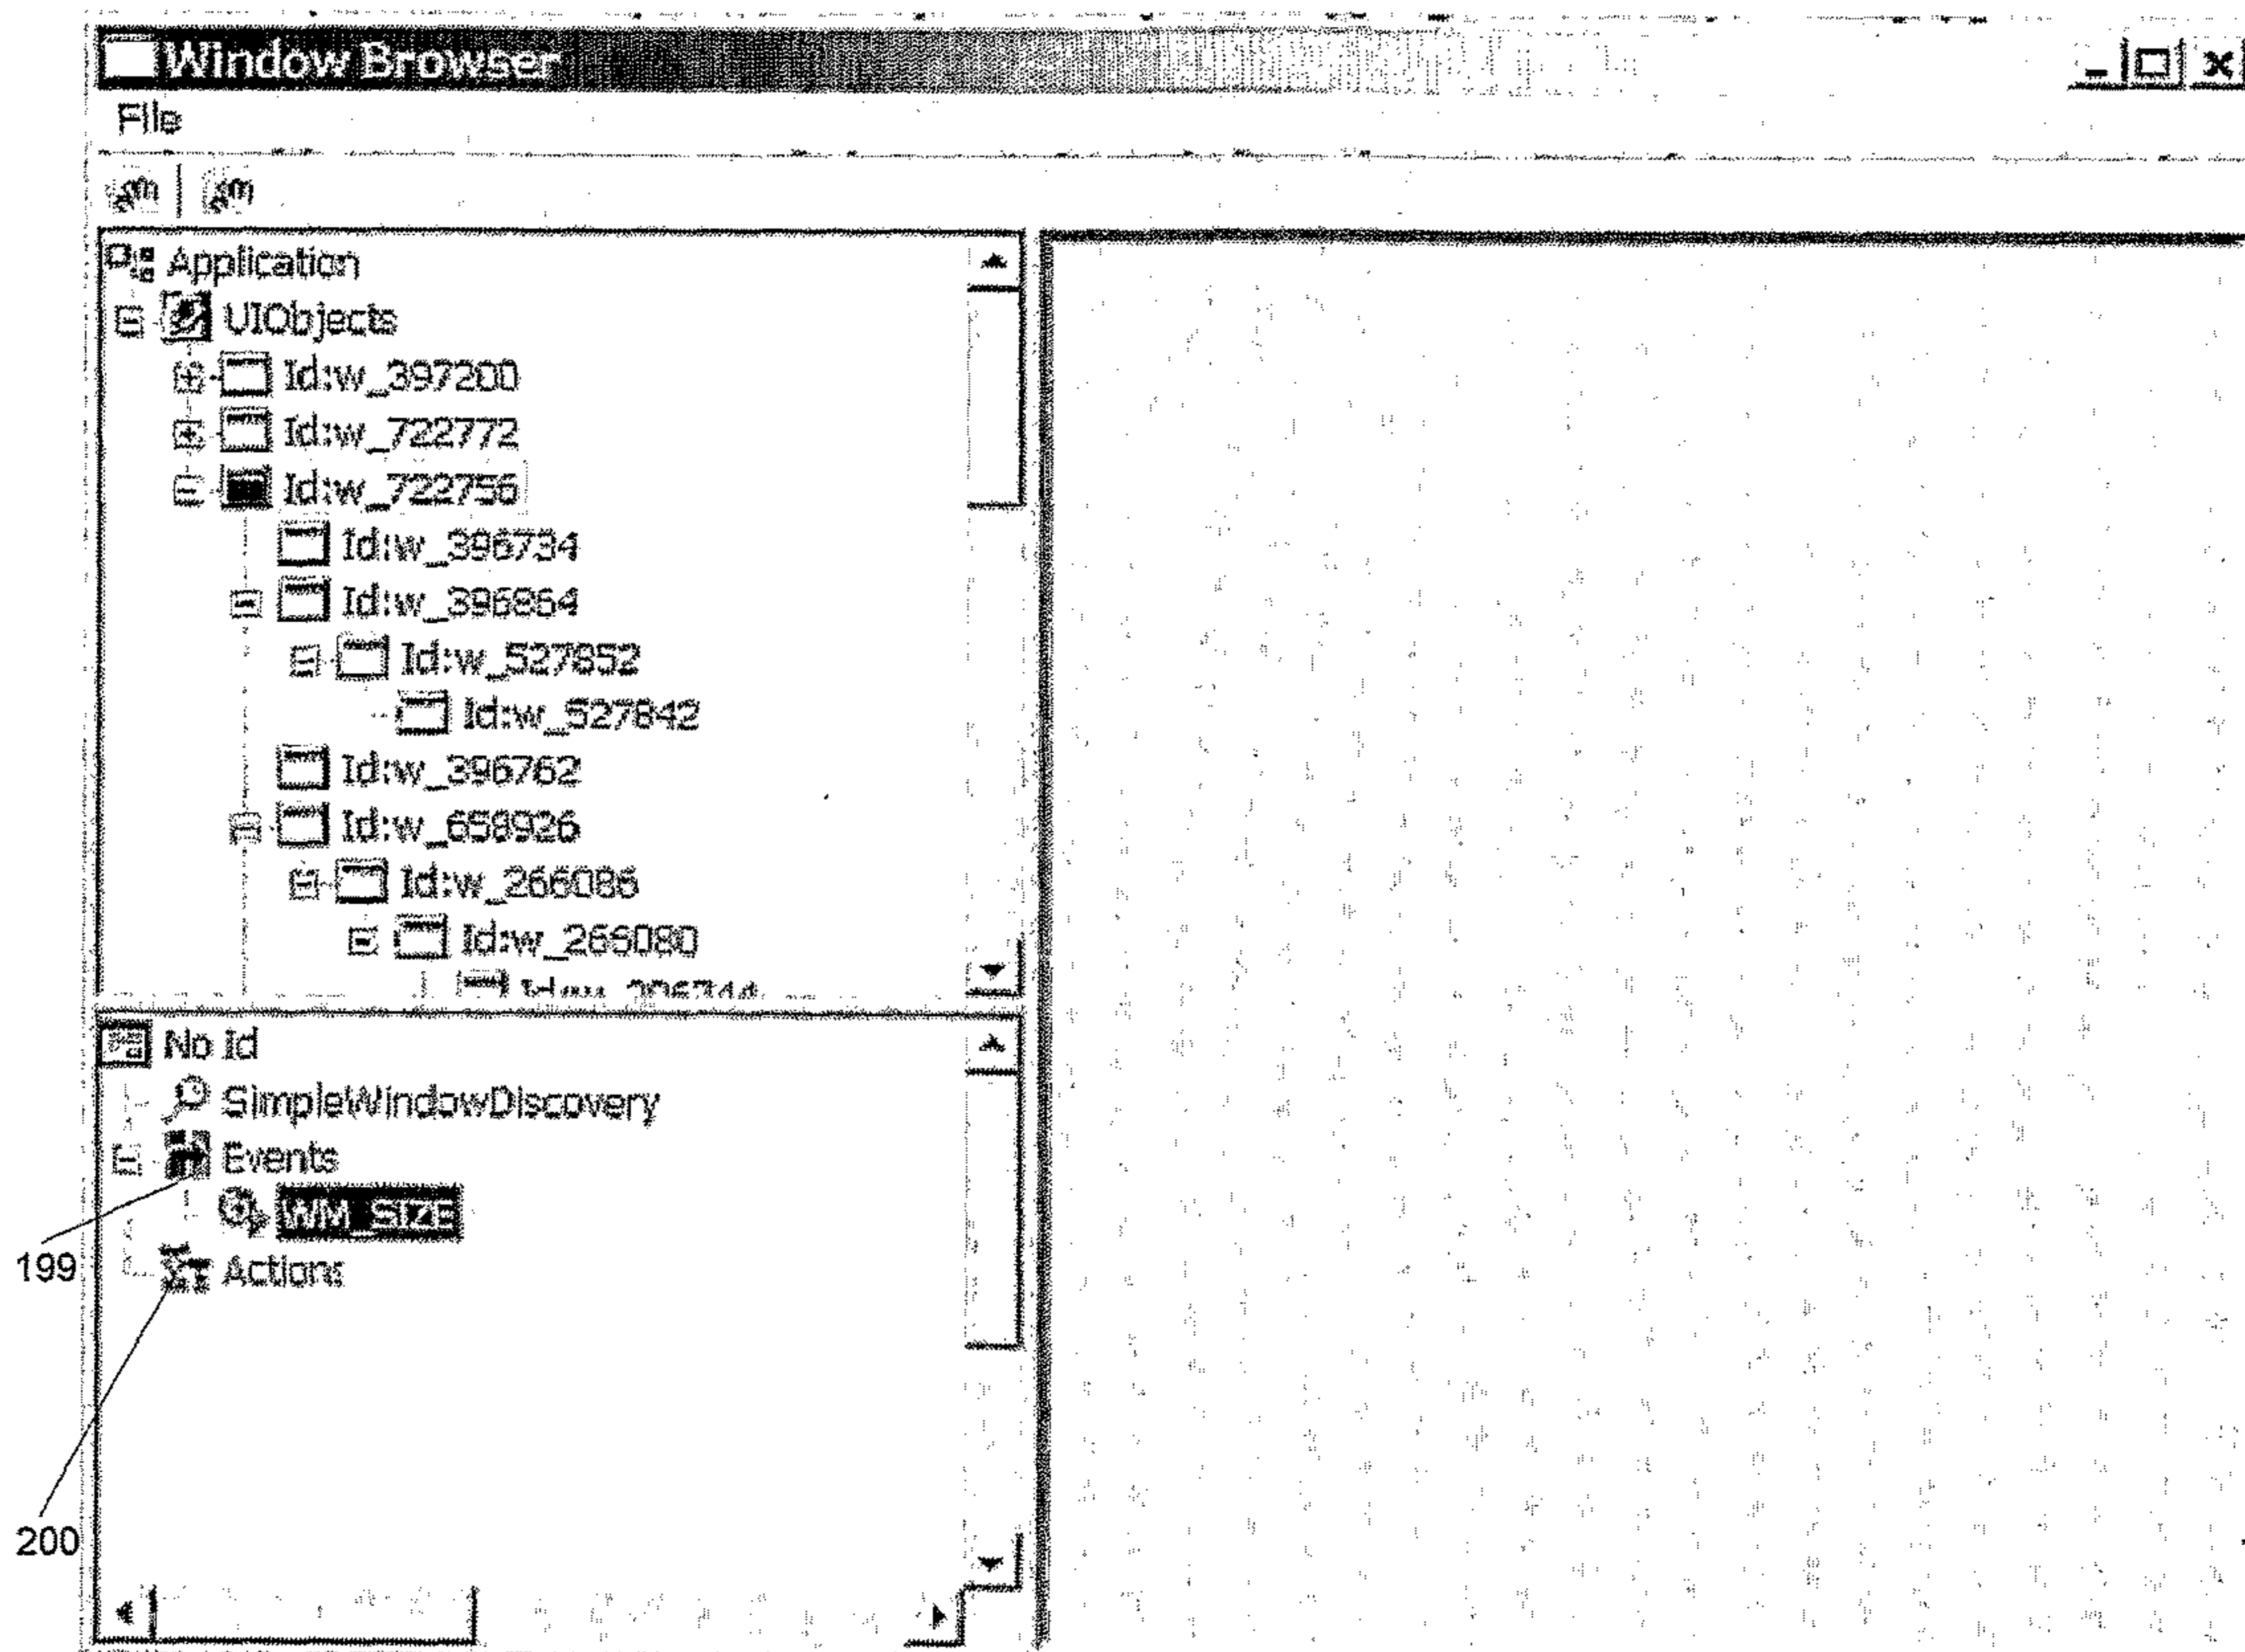 Window Browser
File
Application
UIObjects
Id:w_397200
Id:w_722772
Id:w_722756
Id:w_396734
Id:w_396864
Id:w_527852
Id:w_527842
Id:w_396762
Id:w_658926
Id:w_266086
Id:w_266080
No Id
SimpleWindowDiscovery
Events
WM_SIZE
Actions
199
200